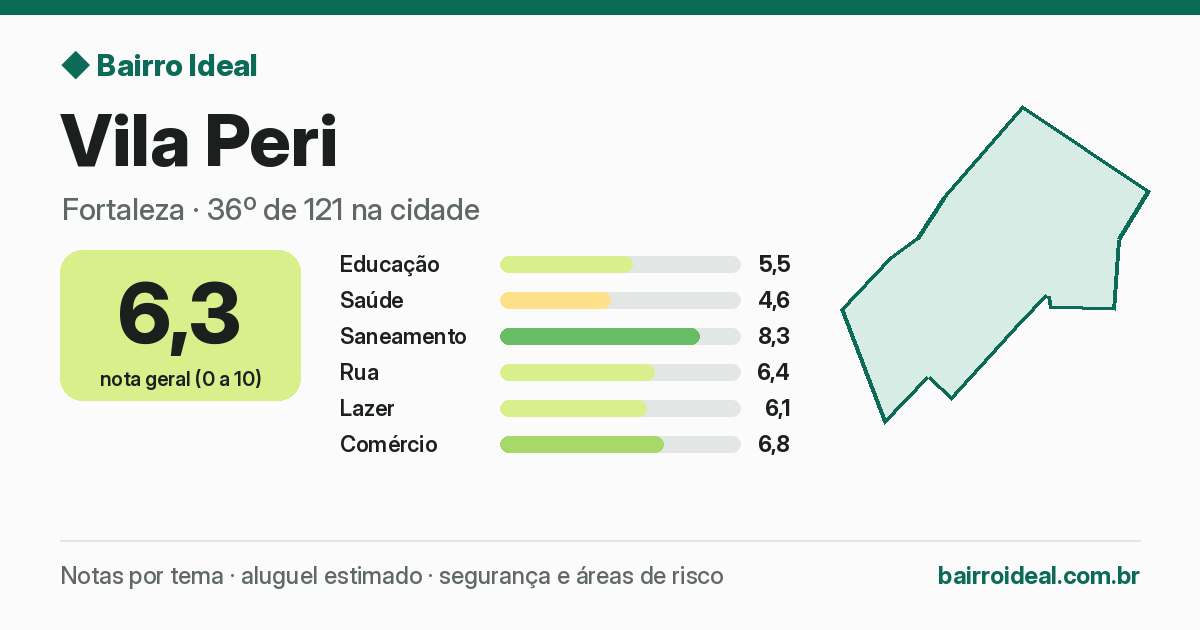 Bairro Ideal
Vila Peri
Fortaleza · 36º de 121 na cidade
6,3
nota geral (0 a 10)
Educação 5,5
Saúde 4,6
Saneamento 8,3
Rua 6,4
Lazer 6,1
Comércio 6,8
Notas por tema · aluguel estimado · segurança e áreas de risco
bairroideal.com.br